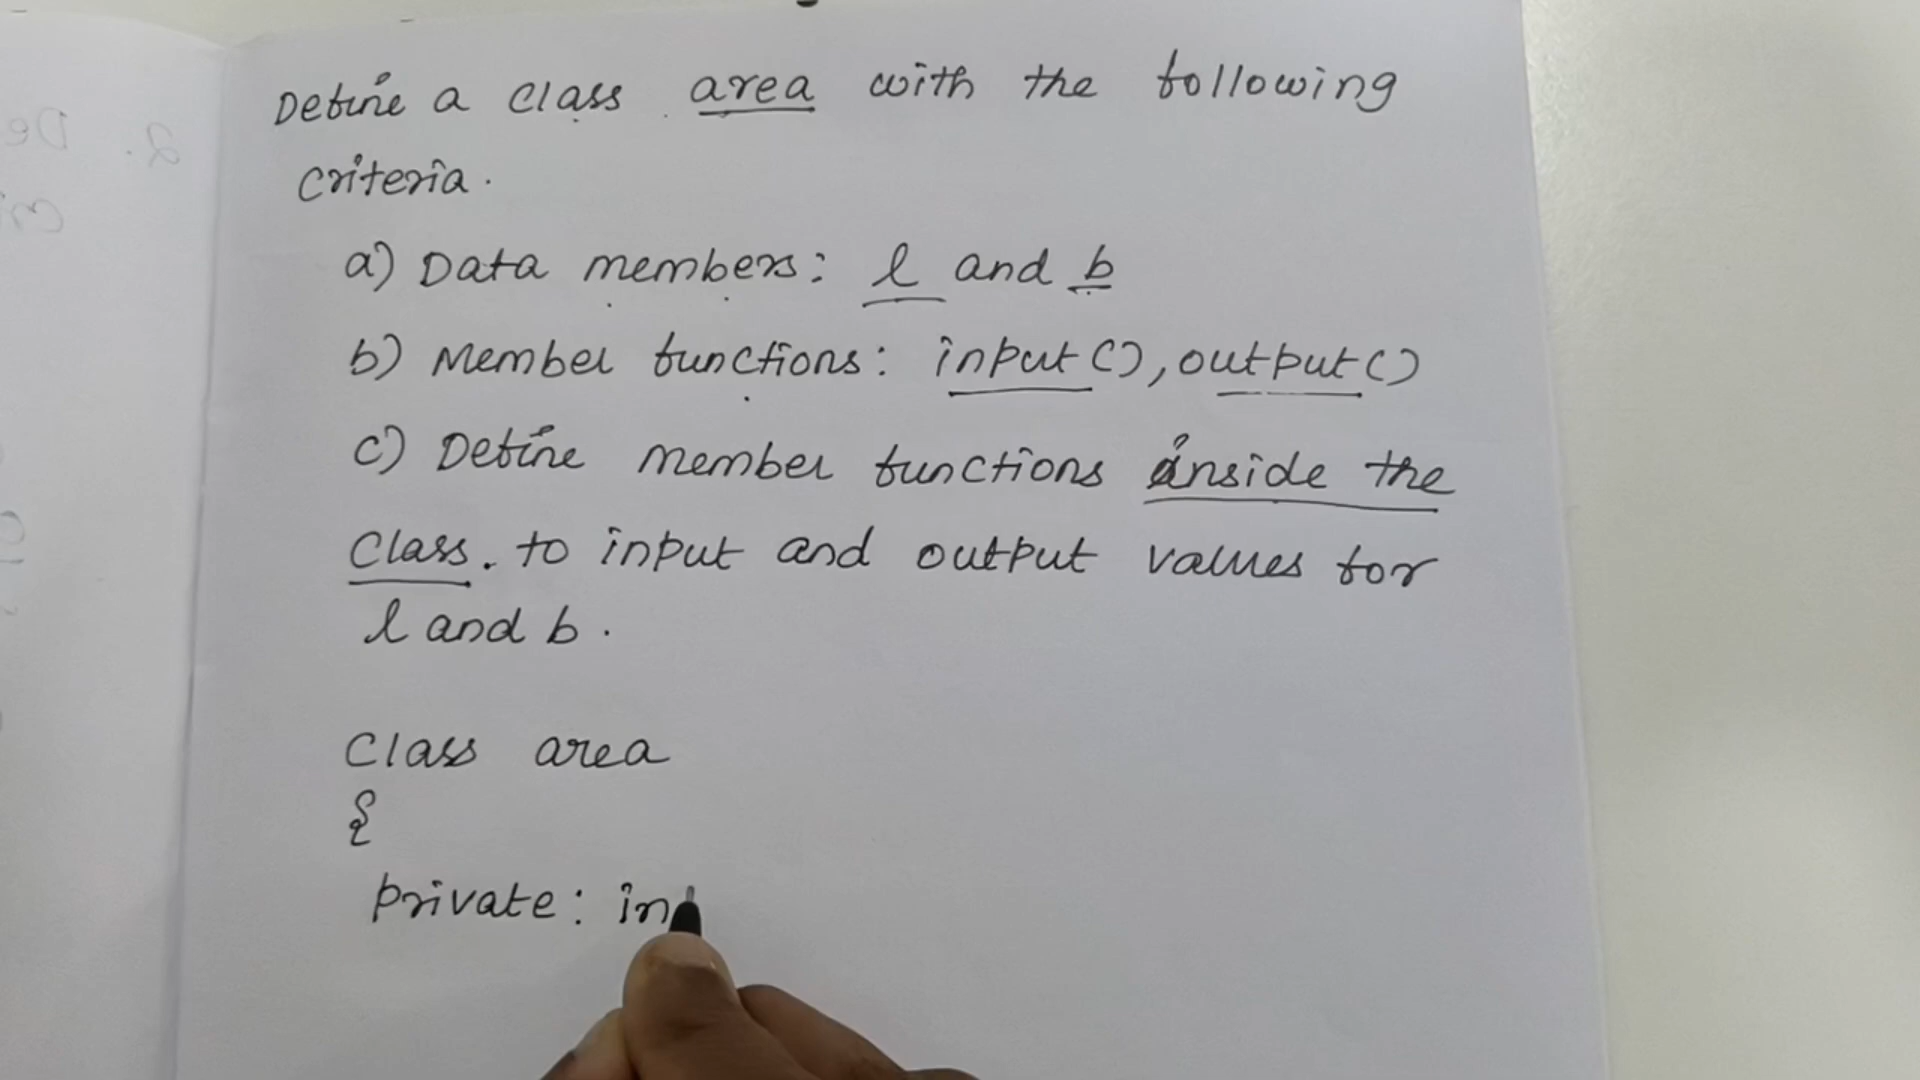 Define a class area with the following
criteria.
a) Data members: l and b
b) Member functions: input(), output()
c) Define member functions inside the
class. to input and output values for
l and b.
Class area
{
Private: in